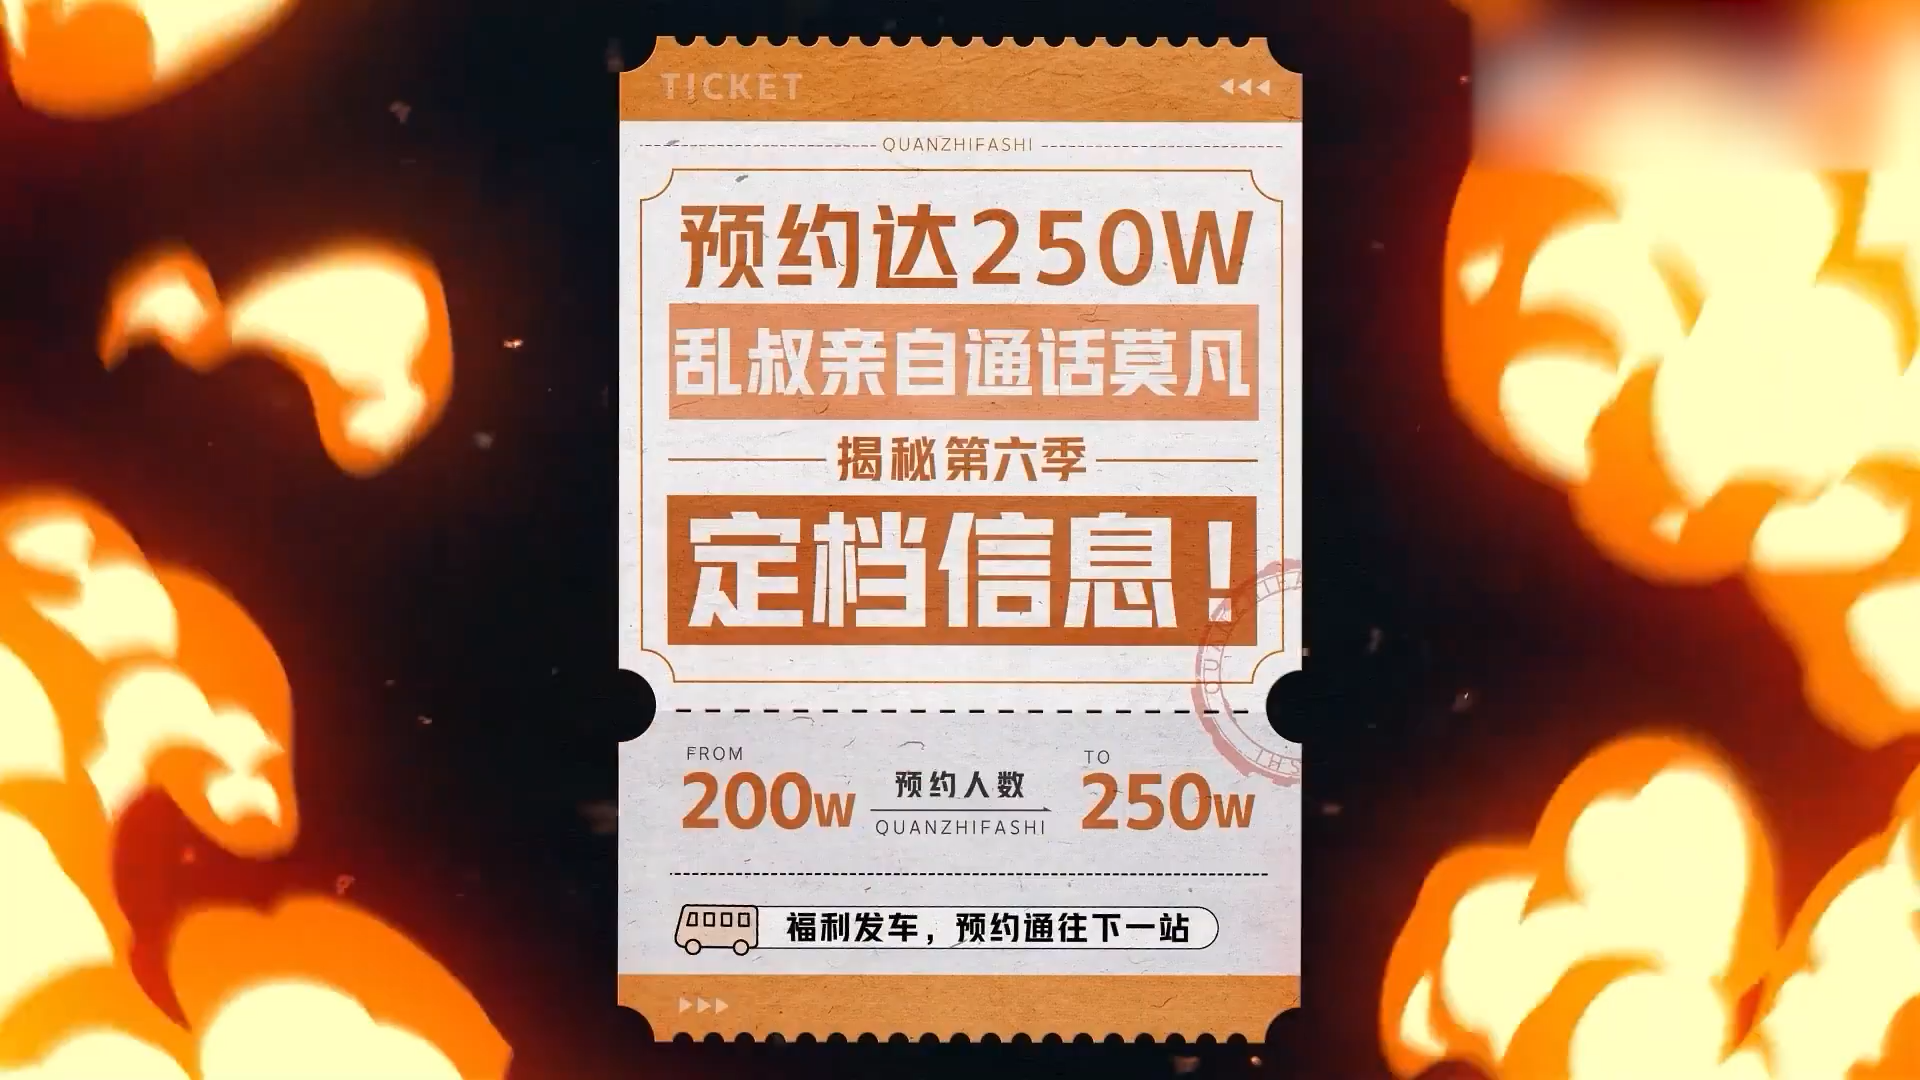 TICKET
QUANZHIFASHI
预约达250W
乱叔亲自通话莫凡
揭秘第六季
定档信息！
FROM
200W
预约人数
QUANZHIFASHI
TO
250W
福利发车，预约通往下一站